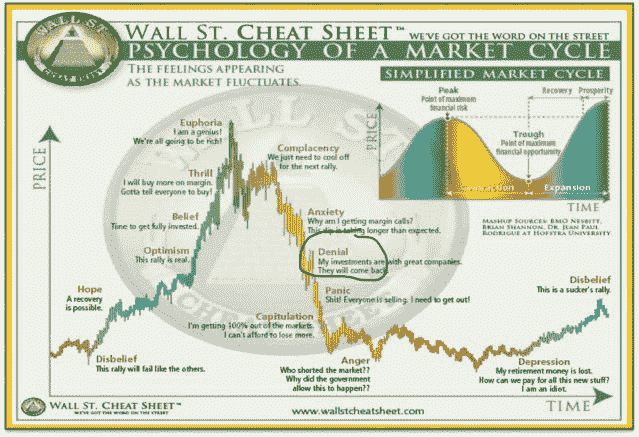 WALL ST.
WALL ST. CHEAT SHEET™ WE'VE GOT THE WORD ON THE STREET
PSYCHOLOGY OF A MARKET CYCLE
THE FEELINGS APPEARING
AS THE MARKET FLUCTUATES.
SIMPLIFIED MARKET CYCLE
Peak
Point of maximum
financial risk
Recovery
Prosperity
Trough
Point of maximum
financial opportunity
PRICE
Expansion
TIME
MASHUP SOURCES: BMO NESBITT,
BRIAN SHANNON, DR. JEAN PAUL
RODRIGUE AT HOFSTRA UNIVERSITY
PRICE
Euphoria
I am a genius!
We're all going to be rich!
Complacency
We just need to cool off
for the next rally.
Thrill
I will buy more on margin.
Gotta tell everyone to buy!
Anxiety
Why am I getting margin calls?
This dip is taking longer than expected.
Belief
Time to get fully invested.
Denial
My investments are with great companies.
They will come back.
Optimism
This rally is real.
Panic
Shit! Everyone is selling. I need to get out!
Hope
A recovery
is possible.
Disbelief
This is a sucker's rally.
Capitulation
I'm getting 100% out of the markets.
I can't afford to lose more.
Disbelief
This rally will fail like the others.
Anger
Who shorted the market??
Why did the government
allow this to happen??
Depression
My retirement money is lost.
How can we pay for all this new stuff?
I am an idiot.
WALL ST. CHEAT SHEET™
WE'VE GOT THE WORD ON THE STREET
www.wallstcheatsheet.com
TIME